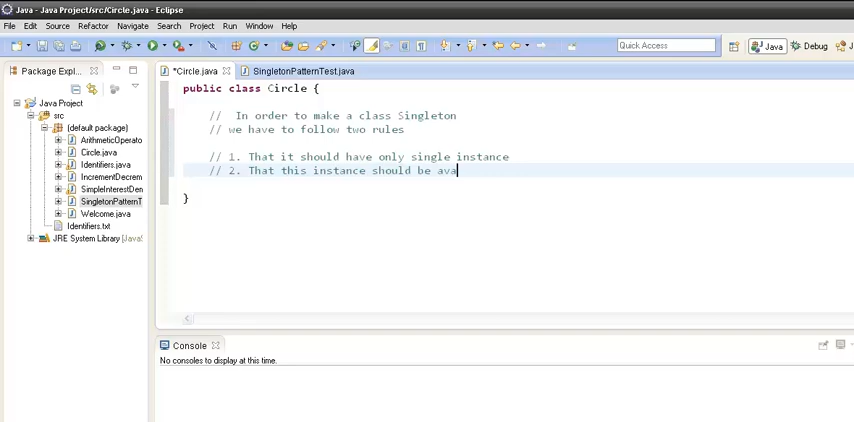 Java - Java Project/src/Circle.java - Eclipse
File Edit Source Refactor Navigate Search Project Run Window Help
Quick Access
Java
Debug
J
Package Expl...
*Circle.java
SingletonPatternTest.java
Java Project
src
(default package)
ArithmeticOperato
Circle.java
Identifiers.java
IncrementDecrem
SimpleInterestDen
SingletonPatternT
Welcome.java
Identifiers.txt
JRE System Library [JavaS
public class Circle {
// In order to make a class Singleton
// we have to follow two rules
// 1. That it should have only single instance
// 2. That this instance should be ava
}
Console
No consoles to display at this time.